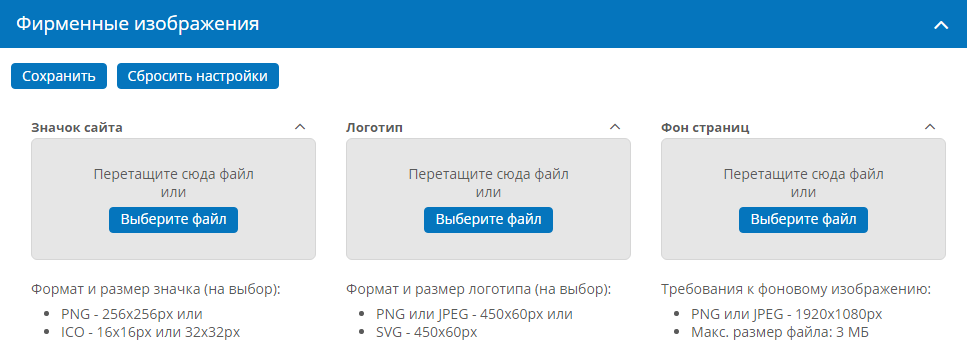 Фирменные изображения
Сохранить
Сбросить настройки
Значок сайта
Перетащите сюда файл
или
Выберите файл
Формат и размер значка (на выбор):
PNG - 256x256px или
ICO - 16x16px или 32x32px
Логотип
Перетащите сюда файл
или
Выберите файл
Формат и размер логотипа (на выбор):
PNG или JPEG - 450x60px или
SVG - 450x60px
Фон страниц
Перетащите сюда файл
или
Выберите файл
Требования к фоновому изображению:
PNG или JPEG - 1920x1080px
Макс. размер файла: 3 МБ